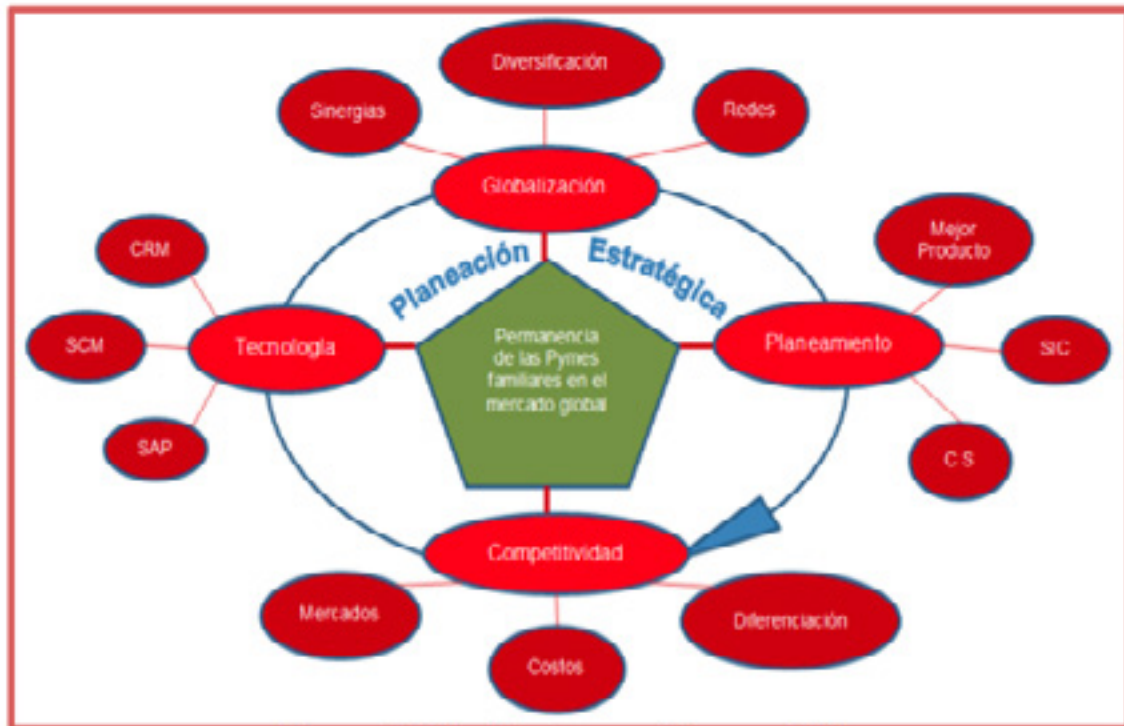 Diversificación
Sinergias
Redes
Globalización
Mejor
Producto
CRM
Planeación
Estratégica
SCM
Tecnología
Planeamiento
SIC
Permanencia
de las Pymes
familiares en el
mercado global
SAP
C S
Competitividad
Mercados
Diferenciación
Costos